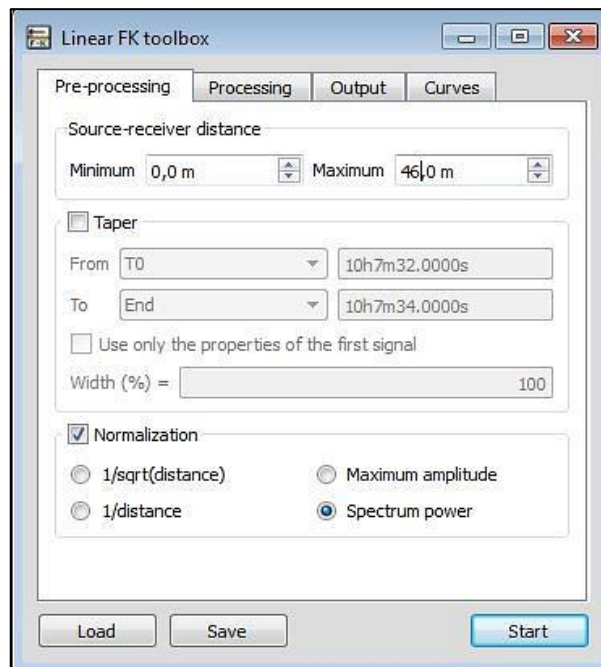 Linear FK toolbox
Pre-processing Processing Output Curves
Source-receiver distance
Minimum 0,0 m Maximum 46,0 m
Taper
From T0 10h7m32.0000s
To End 10h7m34.0000s
Use only the properties of the first signal
Width (%) = 100
Normalization
1/sqrt(distance) Maximum amplitude
1/distance Spectrum power
Load Save Start